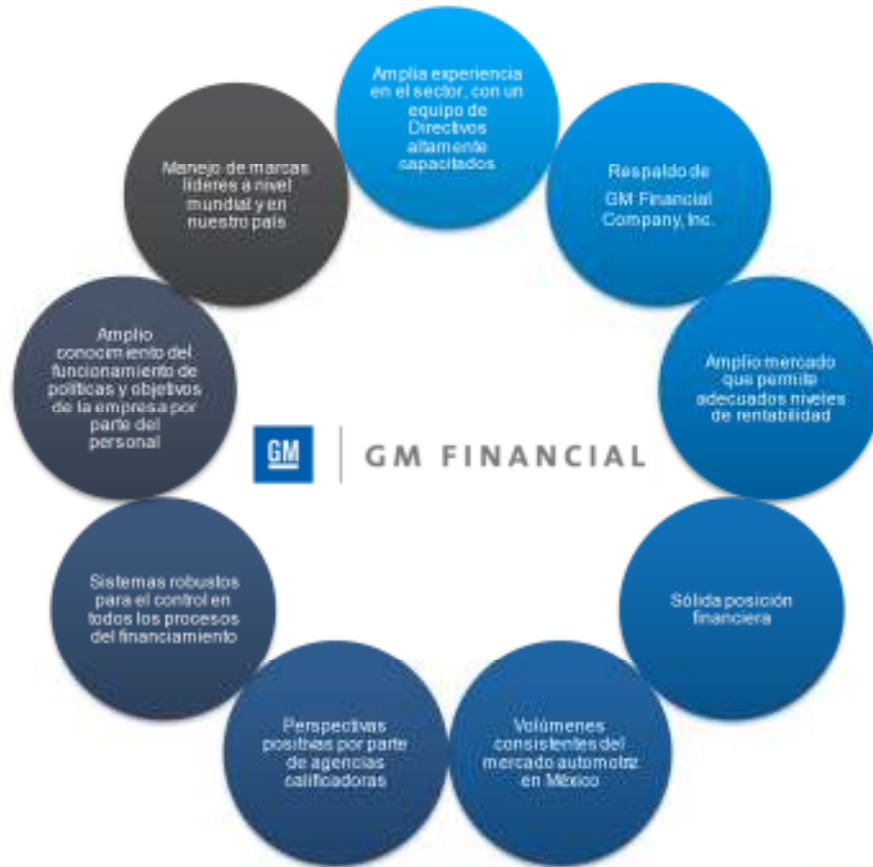 Amplia experiencia
en el sector, con un
equipo de
Directivos
altamente
capacitados
Respaldo de
GM Financial
Company, Inc.
Amplio mercado
que permite
adecuados niveles
de rentabilidad
Sólida posición
financiera
Volúmenes
consistentes del
mercado automotriz
en México
Perspectivas
positivas por parte
de agencias
calificadoras
Sistemas robustos
para el control en
todos los procesos
del financiamiento
Amplio
conocimiento del
funcionamiento de
políticas y objetivos
de la empresa por
parte del
personal
Manejo de marcas
líderes a nivel
mundial y en
nuestro país
GM
GM FINANCIAL